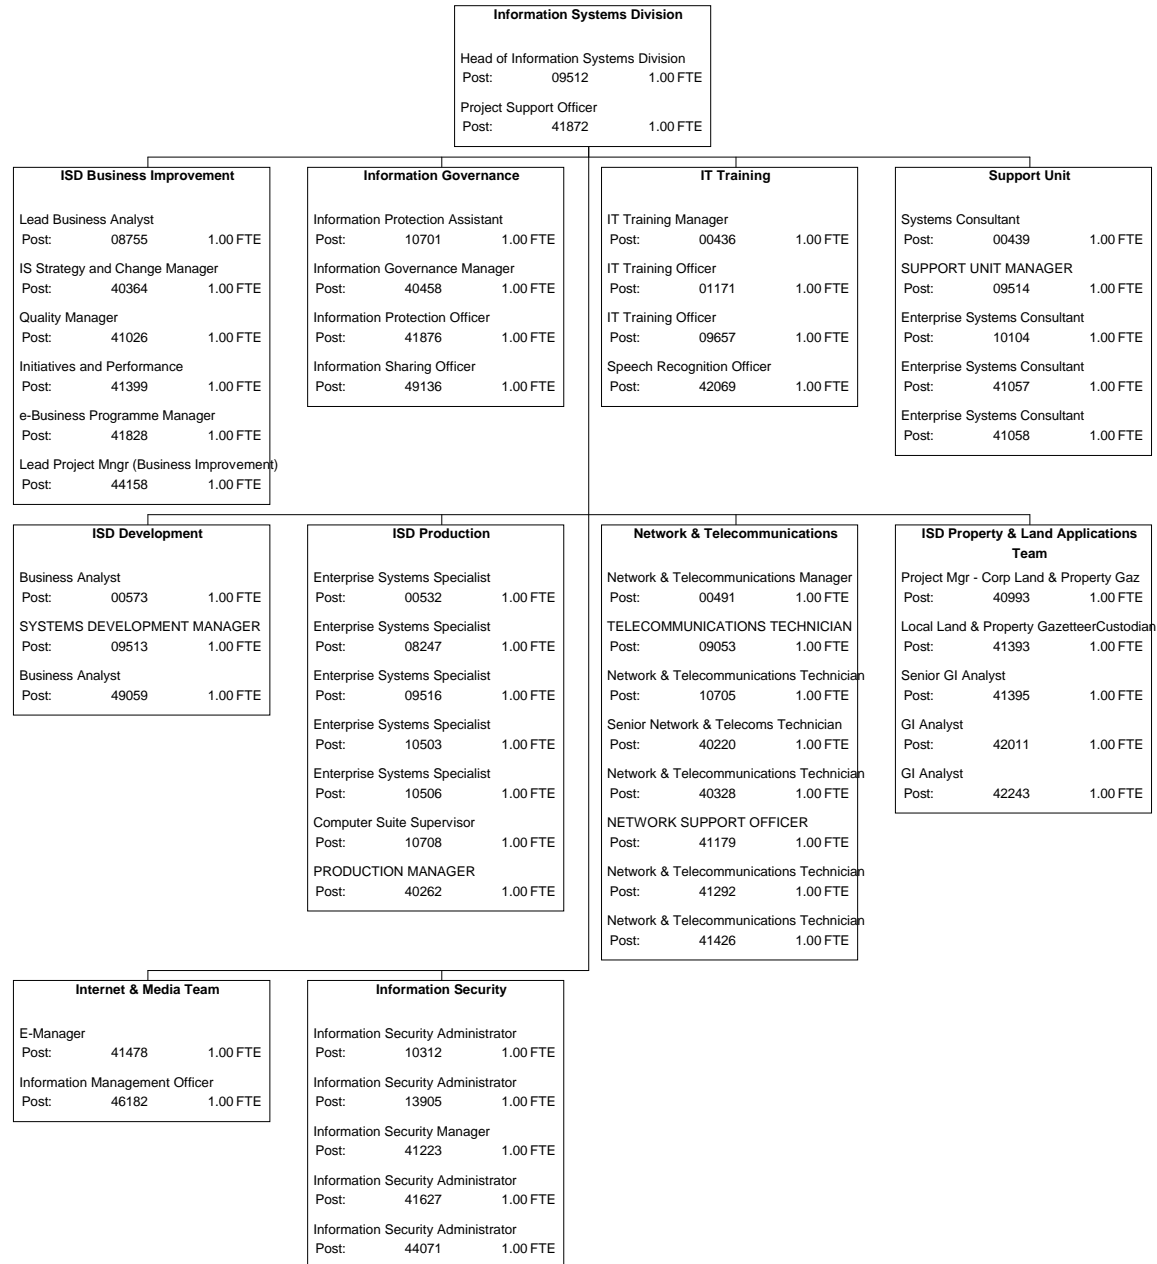 Information Systems Division
Head of Information Systems Division
Post: 09512 1.00 FTE
Project Support Officer
Post: 41872 1.00 FTE
ISD Business Improvement
Lead Business Analyst
Post: 08755 1.00 FTE
IS Strategy and Change Manager
Post: 40364 1.00 FTE
Quality Manager
Post: 41026 1.00 FTE
Initiatives and Performance
Post: 41399 1.00 FTE
e-Business Programme Manager
Post: 41828 1.00 FTE
Lead Project Mngr (Business Improvement)
Post: 44158 1.00 FTE
Information Governance
Information Protection Assistant
Post: 10701 1.00 FTE
Information Governance Manager
Post: 40458 1.00 FTE
Information Protection Officer
Post: 41876 1.00 FTE
Information Sharing Officer
Post: 49136 1.00 FTE
IT Training
IT Training Manager
Post: 00436 1.00 FTE
IT Training Officer
Post: 01171 1.00 FTE
IT Training Officer
Post: 09657 1.00 FTE
Speech Recognition Officer
Post: 42069 1.00 FTE
Support Unit
Systems Consultant
Post: 00439 1.00 FTE
SUPPORT UNIT MANAGER
Post: 09514 1.00 FTE
Enterprise Systems Consultant
Post: 10104 1.00 FTE
Enterprise Systems Consultant
Post: 41057 1.00 FTE
Enterprise Systems Consultant
Post: 41058 1.00 FTE
ISD Development
Business Analyst
Post: 00573 1.00 FTE
SYSTEMS DEVELOPMENT MANAGER
Post: 09513 1.00 FTE
Business Analyst
Post: 49059 1.00 FTE
ISD Production
Enterprise Systems Specialist
Post: 00532 1.00 FTE
Enterprise Systems Specialist
Post: 08247 1.00 FTE
Enterprise Systems Specialist
Post: 09516 1.00 FTE
Enterprise Systems Specialist
Post: 10503 1.00 FTE
Enterprise Systems Specialist
Post: 10506 1.00 FTE
Computer Suite Supervisor
Post: 10708 1.00 FTE
PRODUCTION MANAGER
Post: 40262 1.00 FTE
Network & Telecommunications
Network & Telecommunications Manager
Post: 00491 1.00 FTE
TELECOMMUNICATIONS TECHNICIAN
Post: 09053 1.00 FTE
Network & Telecommunications Technician
Post: 10705 1.00 FTE
Senior Network & Telecoms Technician
Post: 40220 1.00 FTE
Network & Telecommunications Technician
Post: 40328 1.00 FTE
NETWORK SUPPORT OFFICER
Post: 41179 1.00 FTE
Network & Telecommunications Technician
Post: 41292 1.00 FTE
Network & Telecommunications Technician
Post: 41426 1.00 FTE
ISD Property & Land Applications
Team
Project Mgr - Corp Land & Property Gaz
Post: 40993 1.00 FTE
Local Land & Property GazetteerCustodian
Post: 41393 1.00 FTE
Senior GI Analyst
Post: 41395 1.00 FTE
GI Analyst
Post: 42011 1.00 FTE
GI Analyst
Post: 42243 1.00 FTE
Internet & Media Team
E-Manager
Post: 41478 1.00 FTE
Information Management Officer
Post: 46182 1.00 FTE
Information Security
Information Security Administrator
Post: 10312 1.00 FTE
Information Security Administrator
Post: 13905 1.00 FTE
Information Security Manager
Post: 41223 1.00 FTE
Information Security Administrator
Post: 41627 1.00 FTE
Information Security Administrator
Post: 44071 1.00 FTE